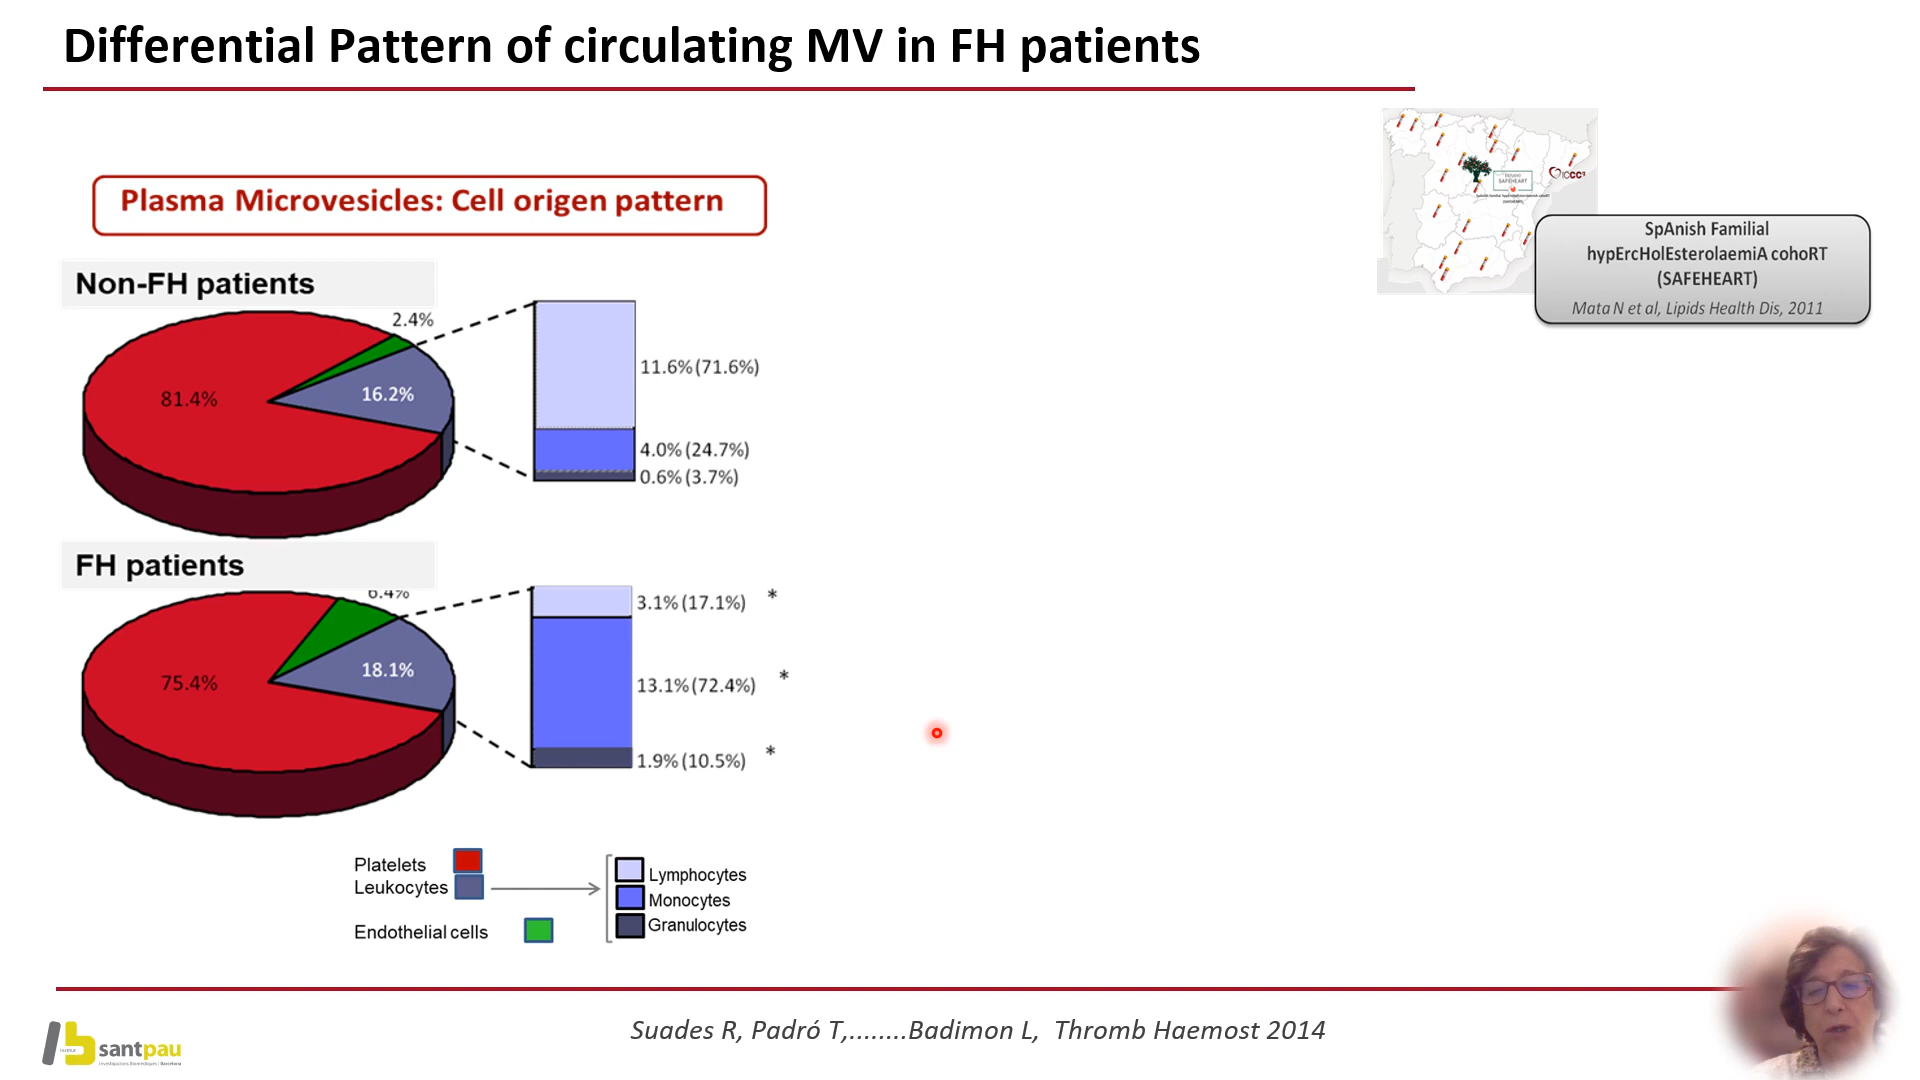 Differential Pattern of circulating MV in FH patients
Plasma Microvesicles: Cell origen pattern
SpAnish Familial
hypErcHolEsterolaemiA cohoRT
(SAFEHEART)
Mata N et al, Lipids Health Dis, 2011
SAFEHEART
ICCC
Non-FH patients
2.4%
81.4%
16.2%
11.6% (71.6%)
4.0% (24.7%)
0.6% (3.7%)
FH patients
6.4%
75.4%
18.1%
3.1% (17.1%) *
13.1% (72.4%) *
1.9% (10.5%) *
Platelets
Leukocytes
Endothelial cells
Lymphocytes
Monocytes
Granulocytes
Suades R, Padró T,........Badimon L, Thromb Haemost 2014
santpau